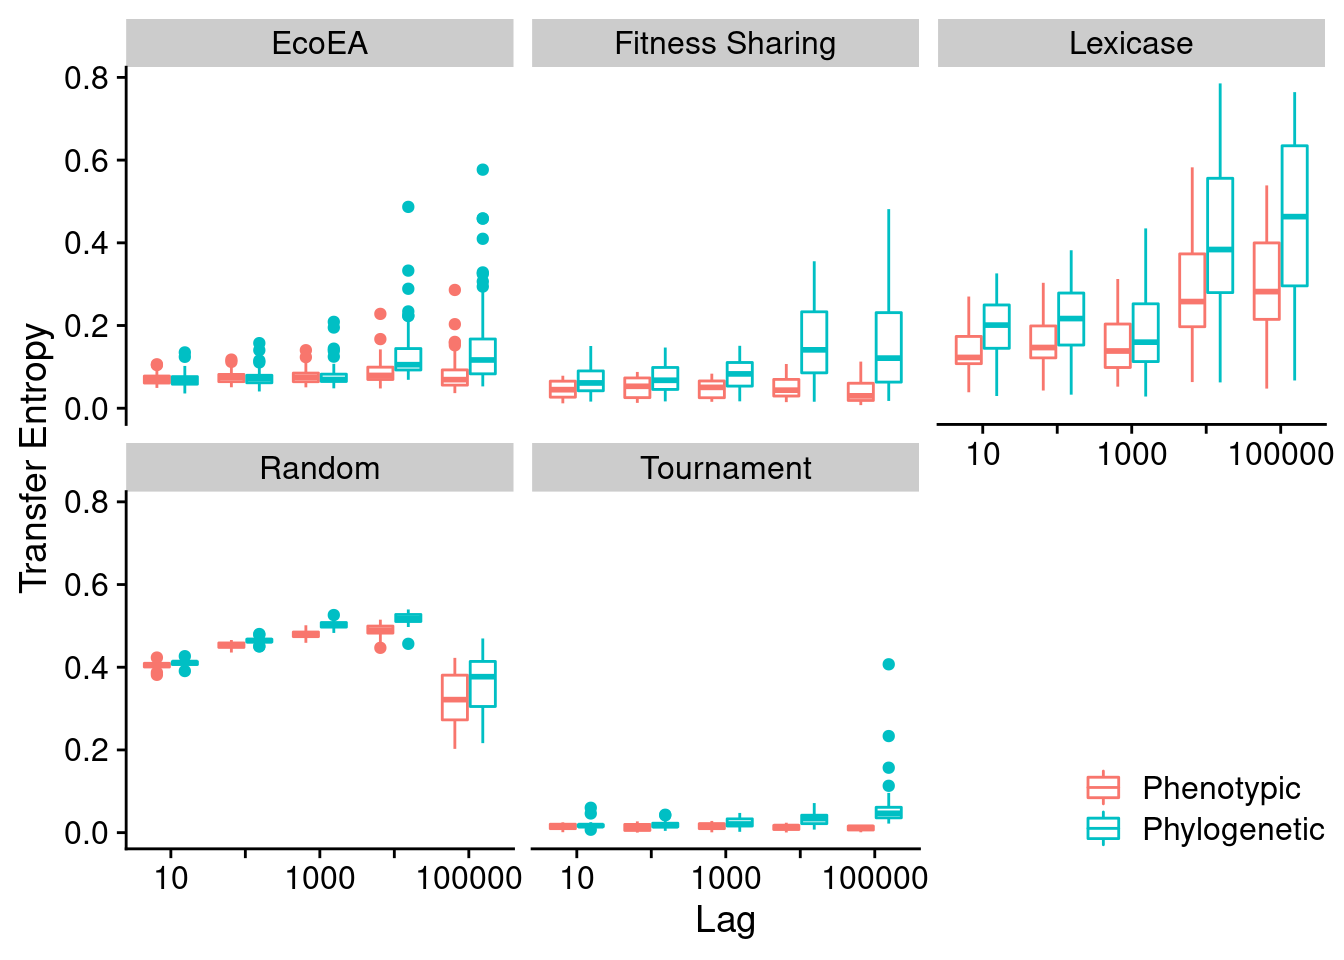 EcoEA
Fitness Sharing
Lexicase
0.8
0.6
0.4
0.2
0.0
10
1000
100000
Random
Tournament
0.8
0.6
0.4
0.2
0.0
10
1000
100000
10
1000
100000
Transfer Entropy
Lag
Phenotypic
Phylogenetic